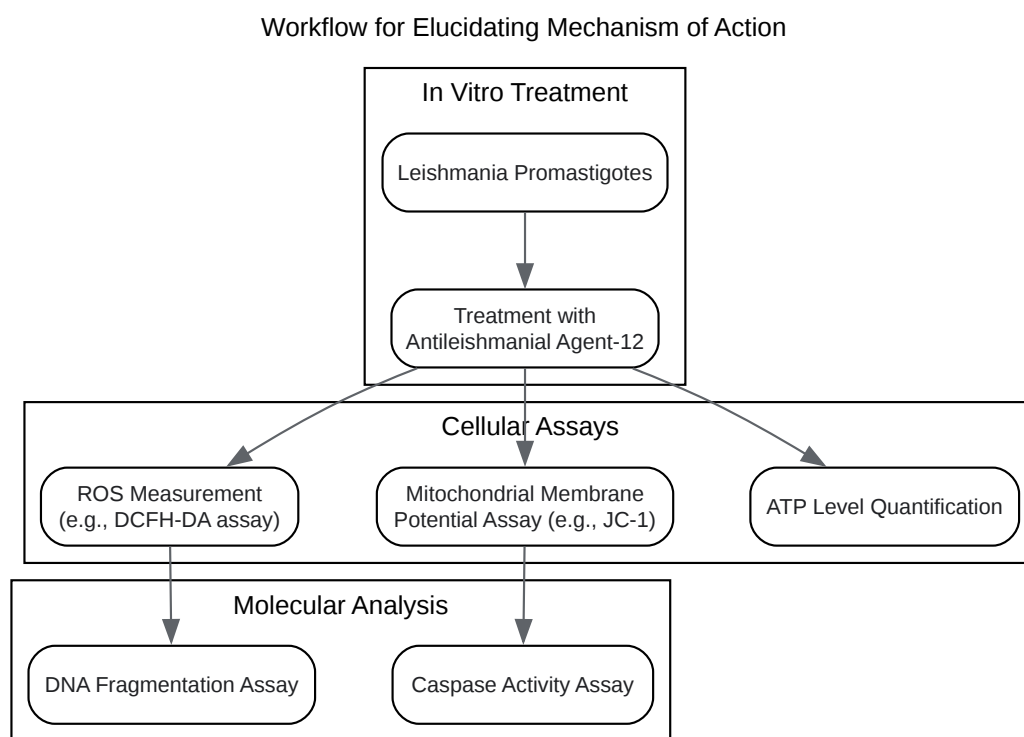 Workflow for Elucidating Mechanism of Action
In Vitro Treatment
Leishmania Promastigotes
Treatment with
Antileishmanial Agent-12
Cellular Assays
ROS Measurement
(e.g., DCFH-DA assay)
Mitochondrial Membrane
Potential Assay (e.g., JC-1)
ATP Level Quantification
Molecular Analysis
DNA Fragmentation Assay
Caspase Activity Assay